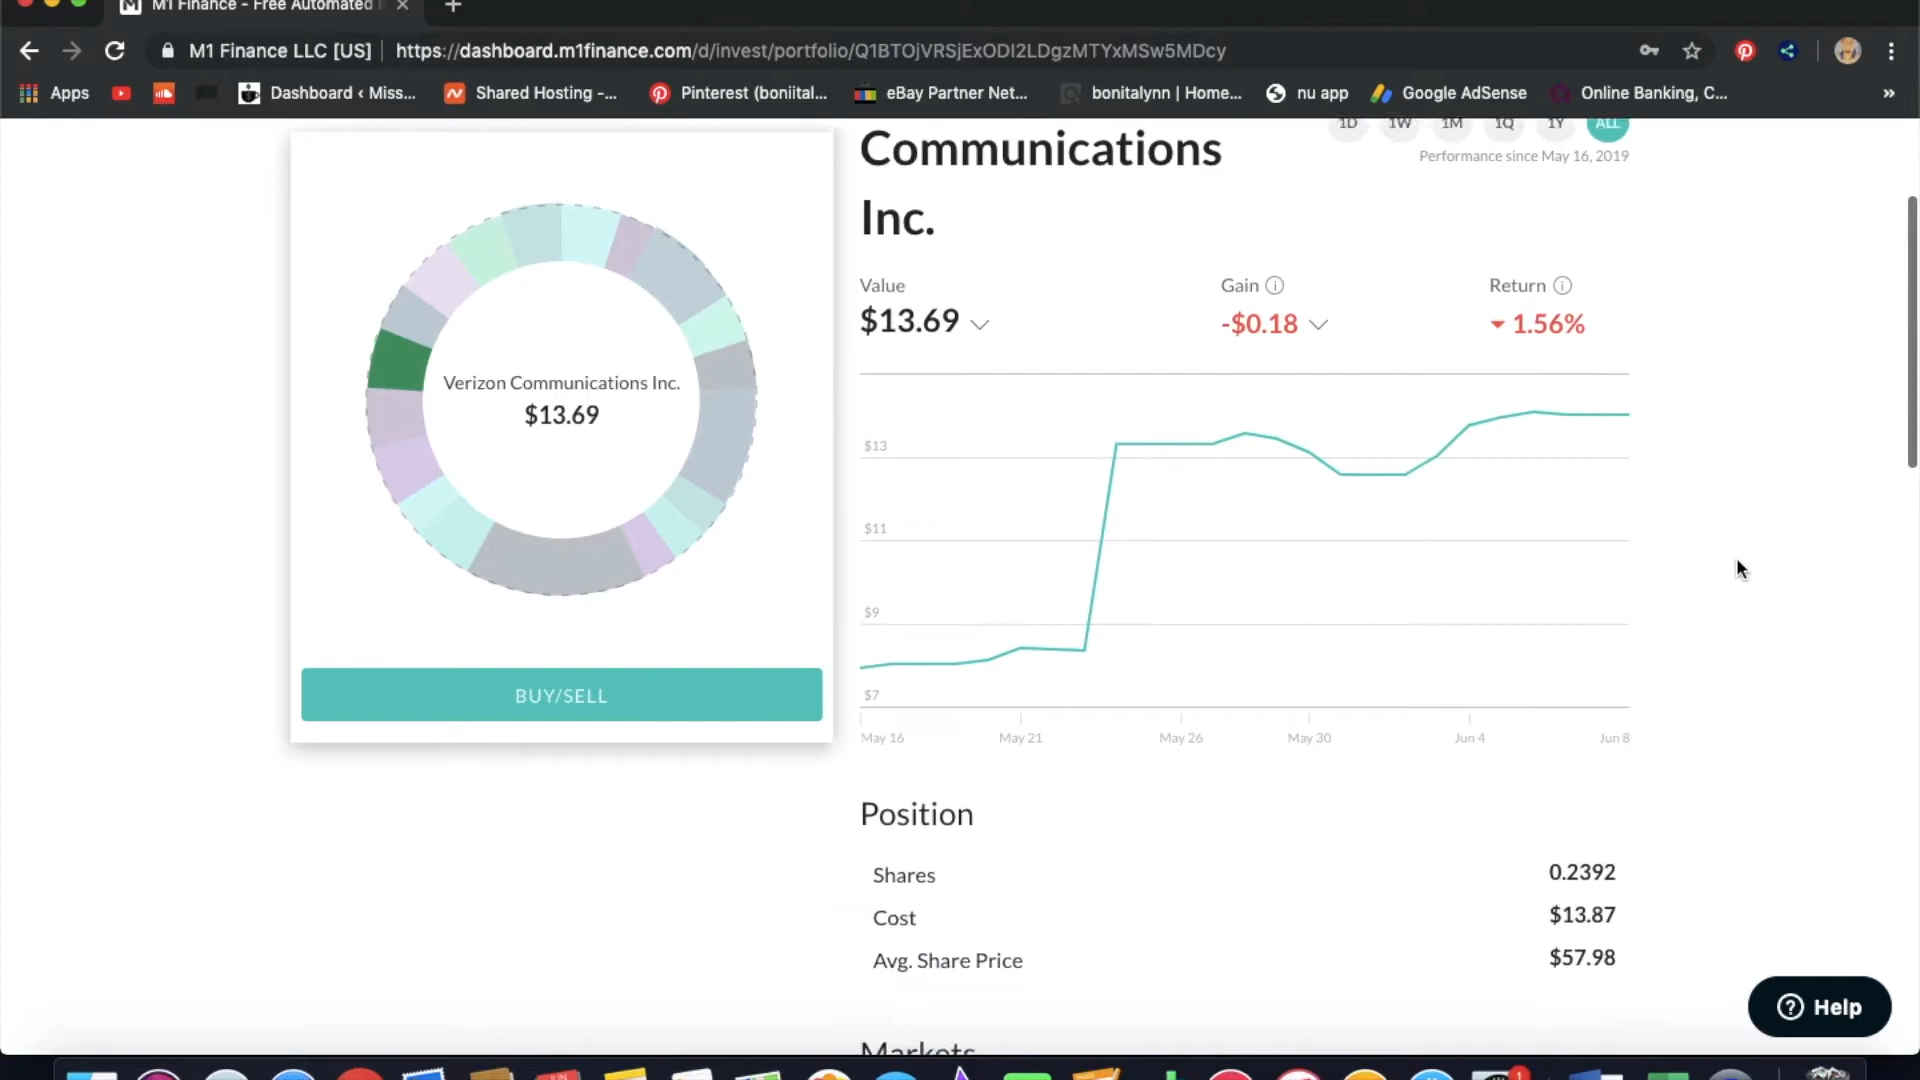 M1 Finance - Free Automated
M1 Finance LLC [US] https://dashboard.m1finance.com/d/invest/portfolio/Q1BTOjVRSjExODI2LDgzMTYxMSw5MDcy
Apps Dashboard ‹ Miss... Shared Hosting -... Pinterest (boniital... eBay Partner Net... bonitalynn | Home... nu app Google AdSense Online Banking, C... »
1D 1W 1M 1Q 1Y ALL
Performance since May 16, 2019
Communications
Inc.
Value Gain Return
$13.69 -$0.18 1.56%
Verizon Communications Inc.
$13.69
$13
$11
$9
$7
May 16 May 21 May 26 May 30 Jun 4 Jun 8
BUY/SELL
Position
Shares 0.2392
Cost $13.87
Avg. Share Price $57.98
Help
Markets
1